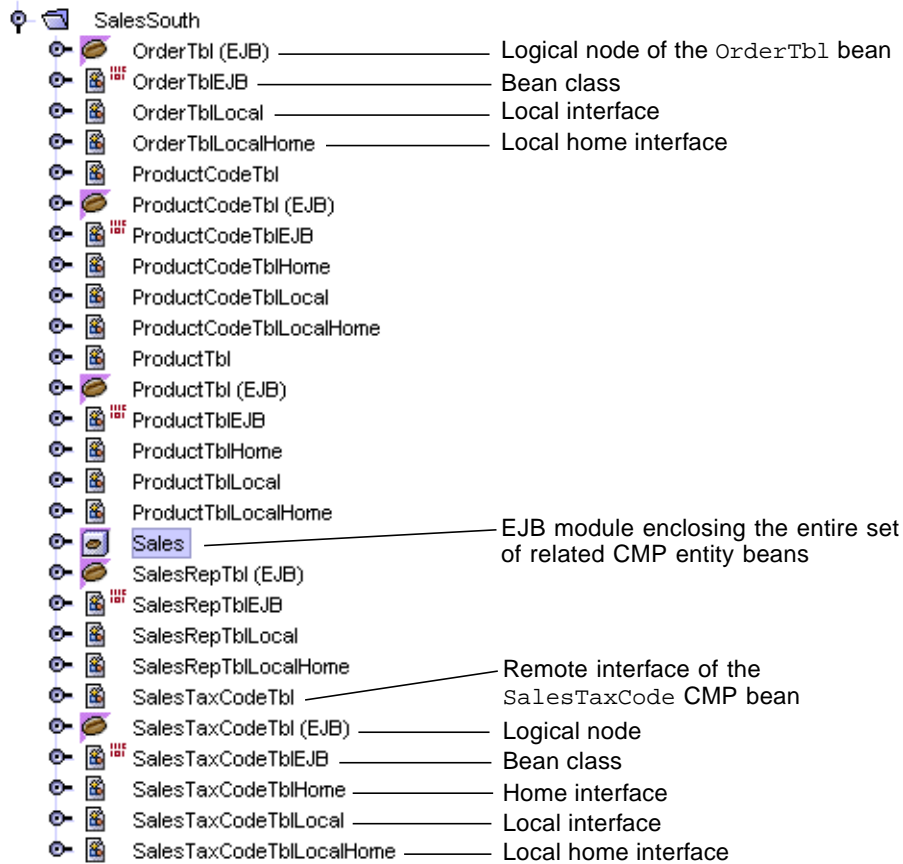 SalesSouth
OrderTbl (EJB) Logical node of the OrderTbl bean
OrderTblEJB Bean class
OrderTblLocal Local interface
OrderTblLocalHome Local home interface
ProductCodeTbl
ProductCodeTbl (EJB)
ProductCodeTblEJB
ProductCodeTblHome
ProductCodeTblLocal
ProductCodeTblLocalHome
ProductTbl
ProductTbl (EJB)
ProductTblEJB
ProductTblHome
ProductTblLocal
ProductTblLocalHome
Sales EJB module enclosing the entire set
of related CMP entity beans
SalesRepTbl (EJB)
SalesRepTblEJB
SalesRepTblLocal
SalesRepTblLocalHome
SalesTaxCodeTbl Remote interface of the
SalesTaxCode CMP bean
SalesTaxCodeTbl (EJB) Logical node
SalesTaxCodeTblEJB Bean class
SalesTaxCodeTblHome Home interface
SalesTaxCodeTblLocal Local interface
SalesTaxCodeTblLocalHome Local home interface